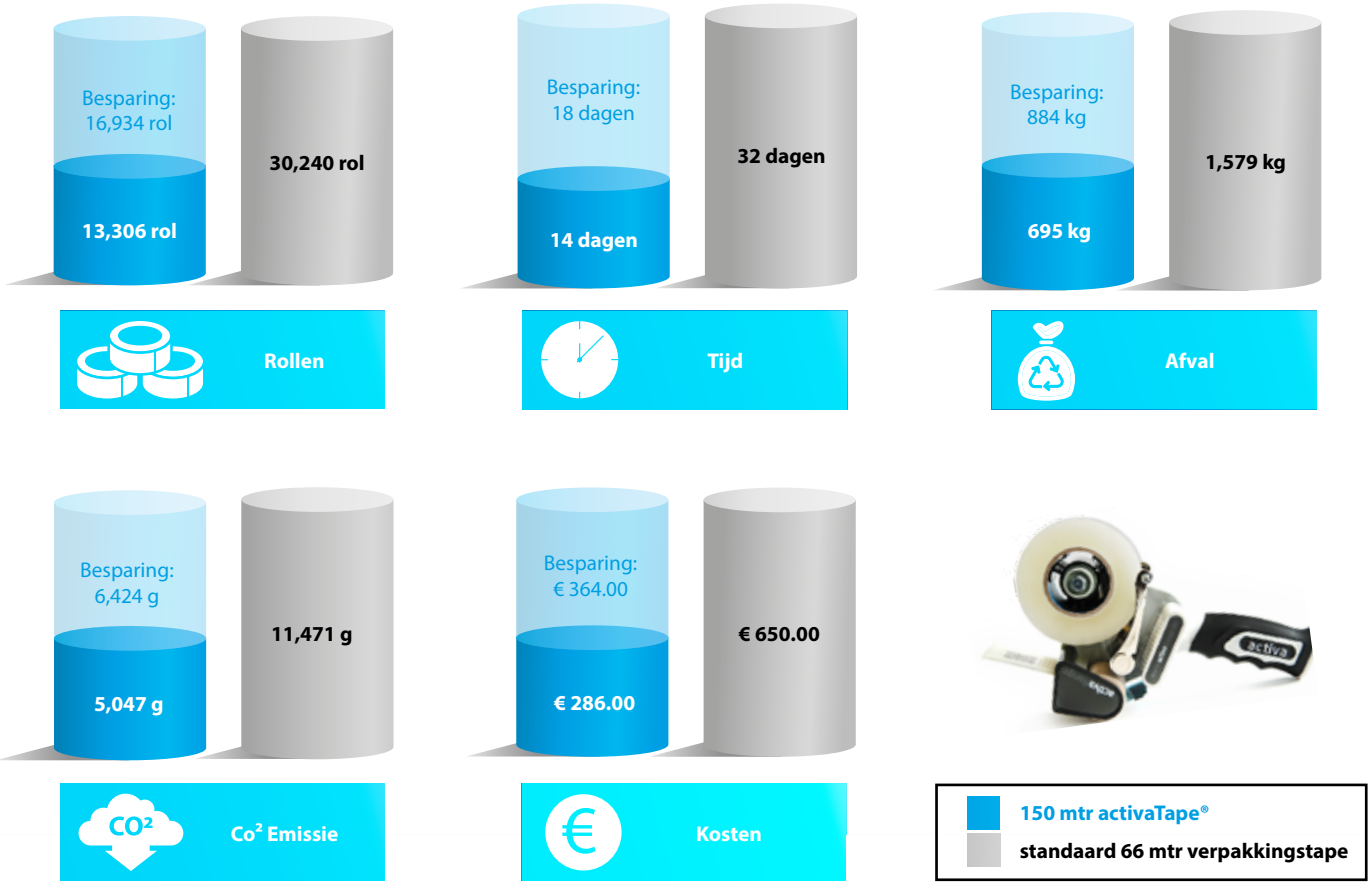 Besparing:
16,934 rol
30,240 rol
13,306 rol
Rollen
Besparing:
18 dagen
32 dagen
14 dagen
Tijd
Besparing:
884 kg
1,579 kg
695 kg
Afval
Besparing:
6,424 g
11,471 g
5,047 g
CO²
Co² Emissie
Besparing:
€ 364.00
€ 650.00
€ 286.00
€
Kosten
activa
activa
150 mtr activaTape®
standaard 66 mtr verpakkingstape